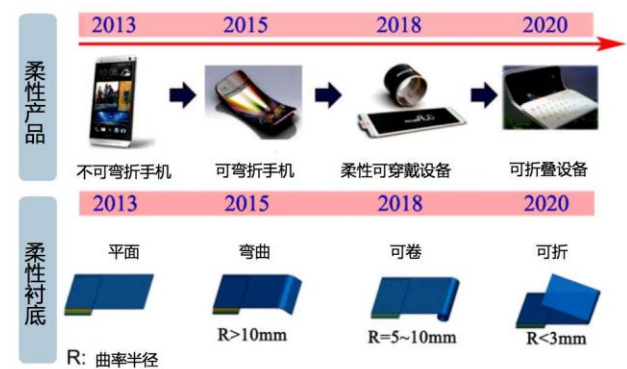 柔性产品
2013 2015 2018 2020
不可弯折手机 可弯折手机 柔性可穿戴设备 可折叠设备
柔性衬底
2013 2015 2018 2020
平面 弯曲 可卷 可折
R>10mm R=5~10mm R<3mm
R: 曲率半径